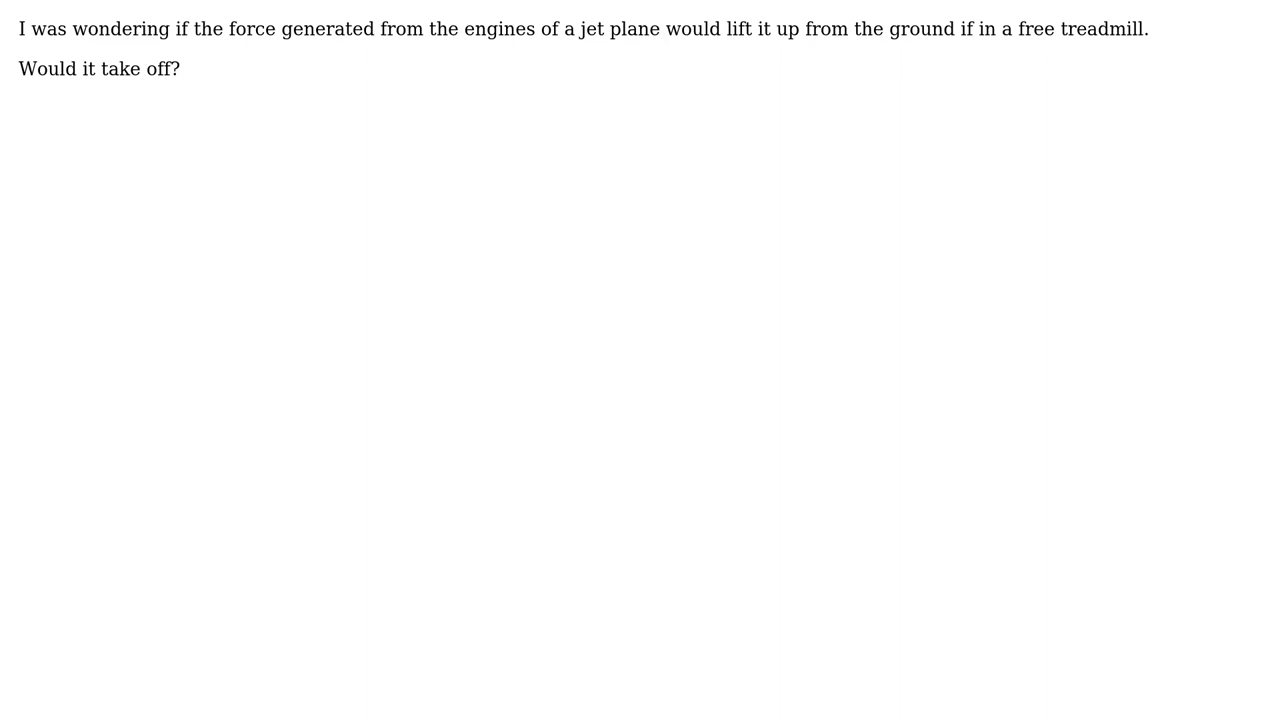 I was wondering if the force generated from the engines of a jet plane would lift it up from the ground if in a free treadmill.
Would it take off?